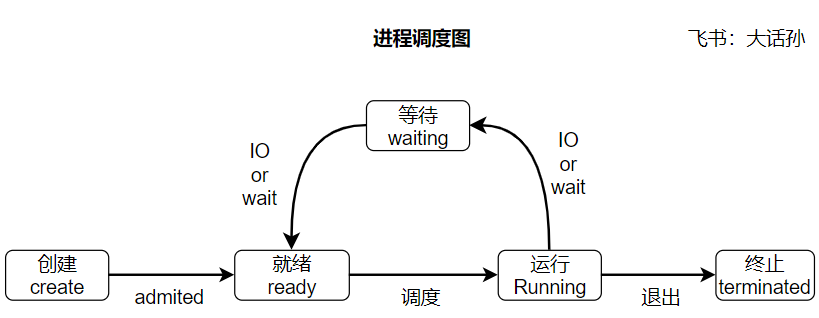 进程调度图
飞书：大话孙
等待
waiting
IO
or
wait
IO
or
wait
创建
create
admited
就绪
ready
调度
运行
Running
退出
终止
terminated